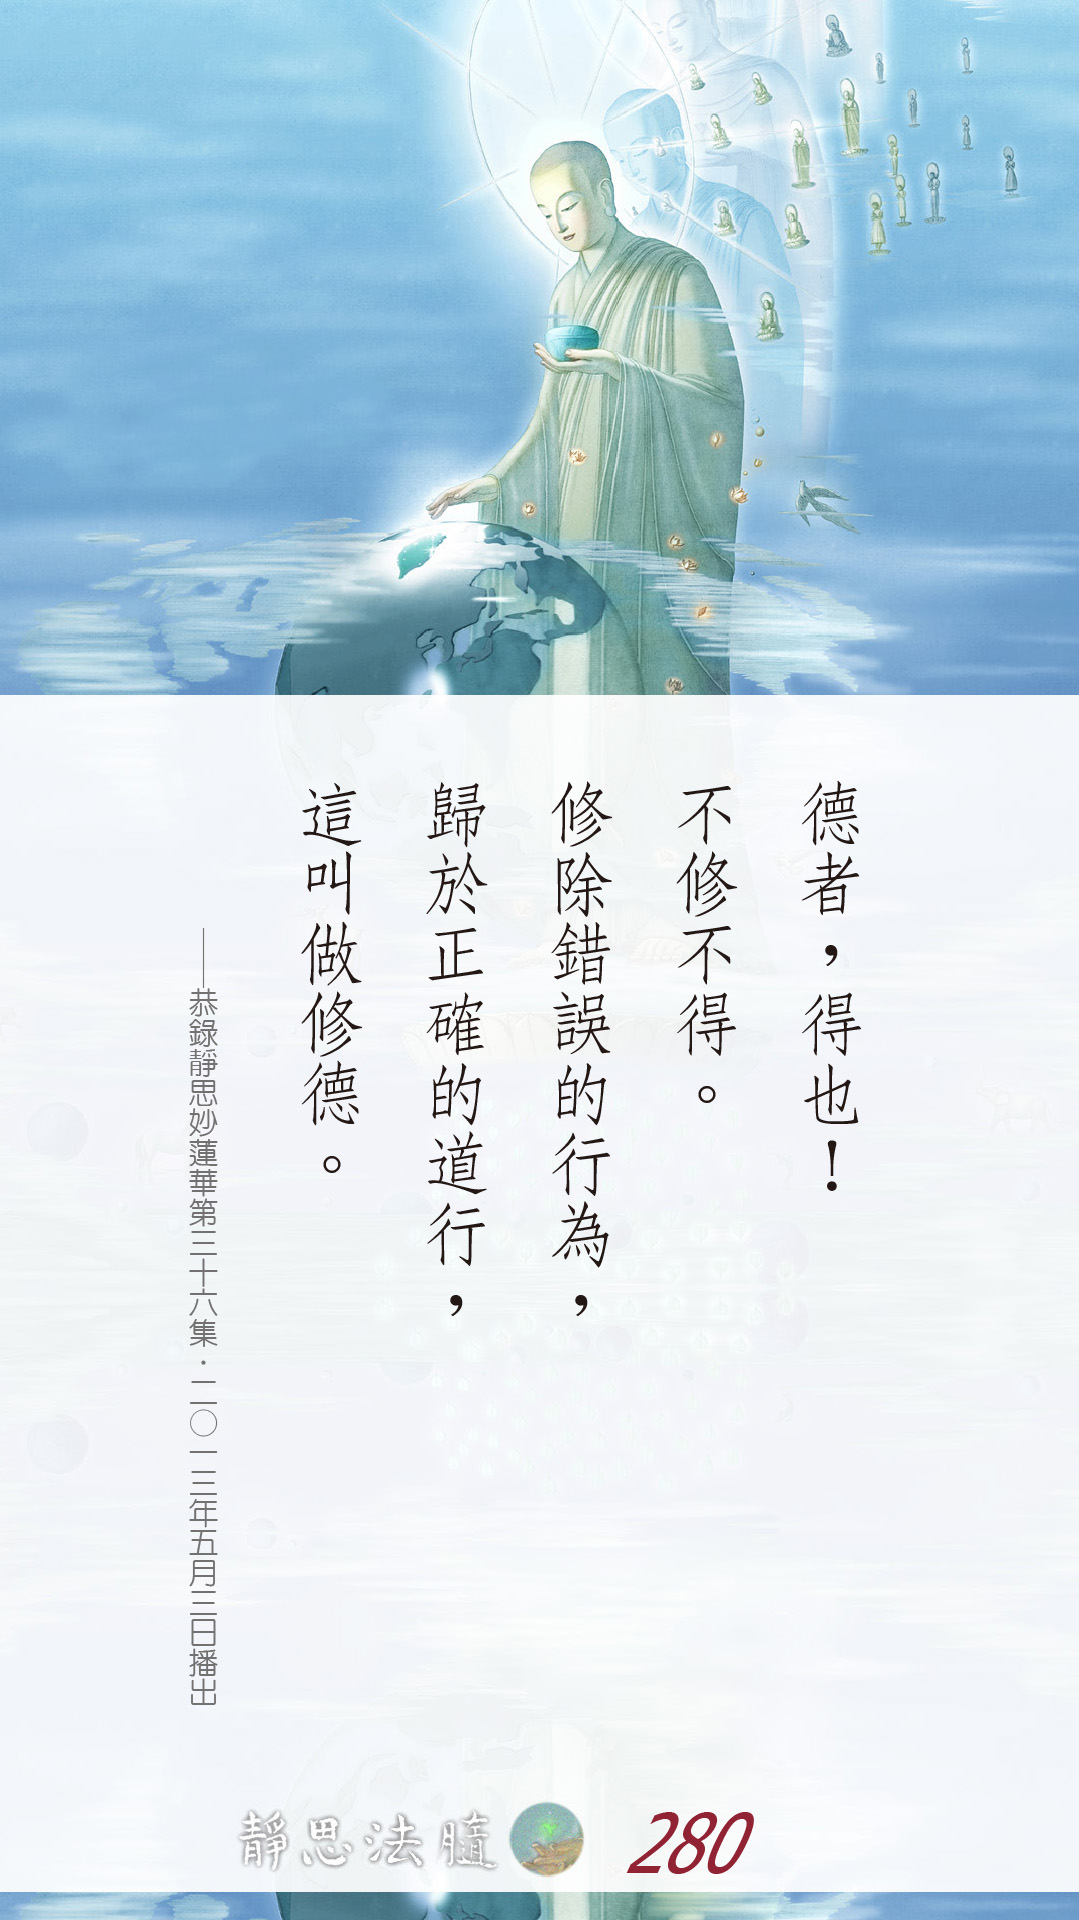 德者，得也！
不修不得。
修除錯誤的行為，
歸於正確的道行，
這叫做修德。
——恭錄靜思妙蓮華第三十六集．二〇一三年五月三日播出
靜思法髓
280